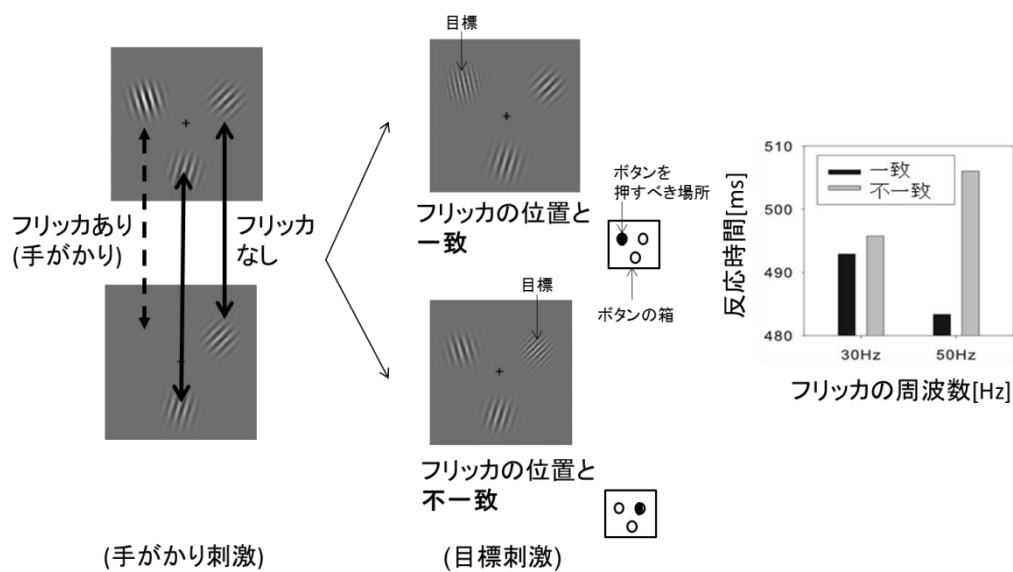 目標
フリッカあり
(手がかり)
フリッカ
なし
(手がかり刺激)
フリッカの位置と
一致
ボタンを
押すべき場所
ボタンの箱
目標
フリッカの位置と
不一致
(目標刺激)
反応時間[ms]
510
500
490
480
一致
不一致
30Hz
50Hz
フリッカの周波数[Hz]